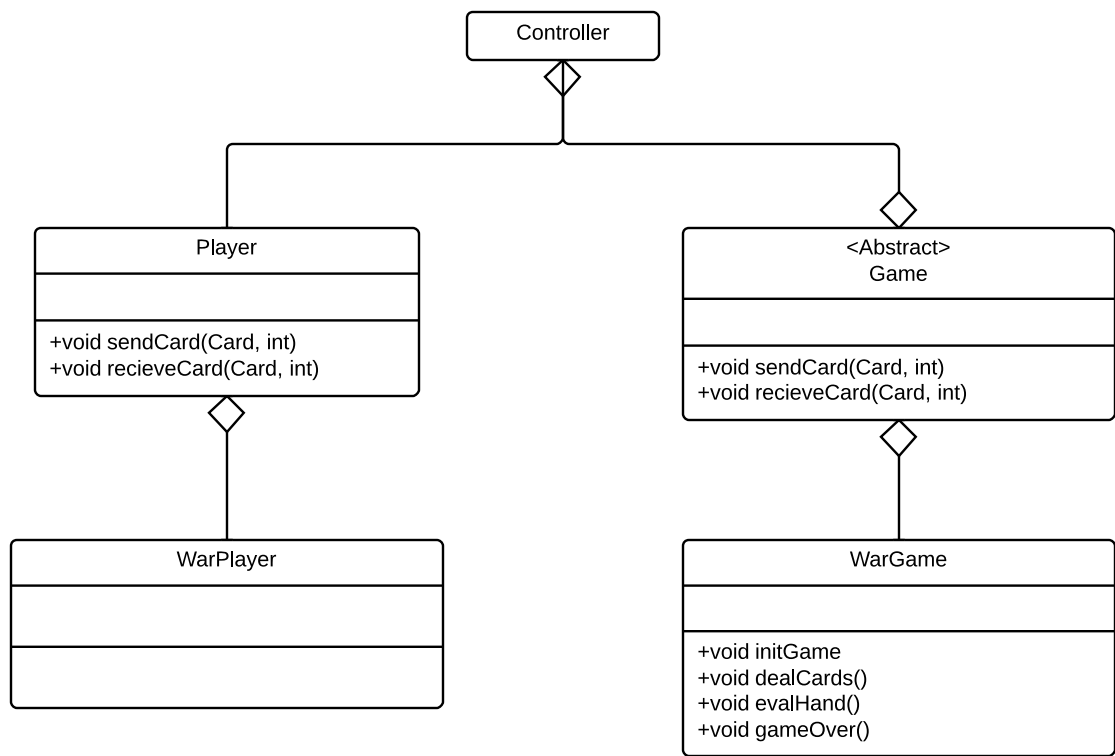 Controller
Player
+void sendCard(Card, int)
+void recieveCard(Card, int)
<Abstract>
Game
+void sendCard(Card, int)
+void recieveCard(Card, int)
WarPlayer
WarGame
+void initGame
+void dealCards()
+void evalHand()
+void gameOver()